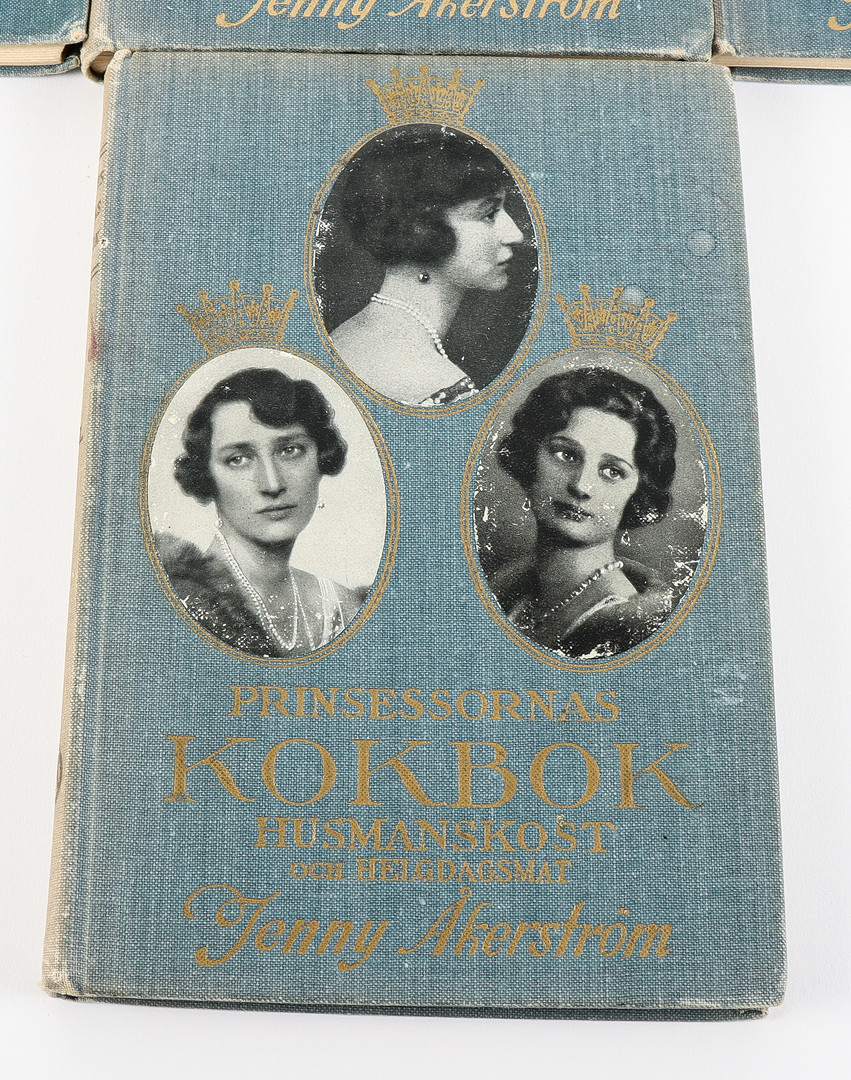 Jenny Åkerström
PRINSESSORNAS
KOKBOK
HUSMANSKOST
OCH HELGDAGSMAT
Jenny Åkerström